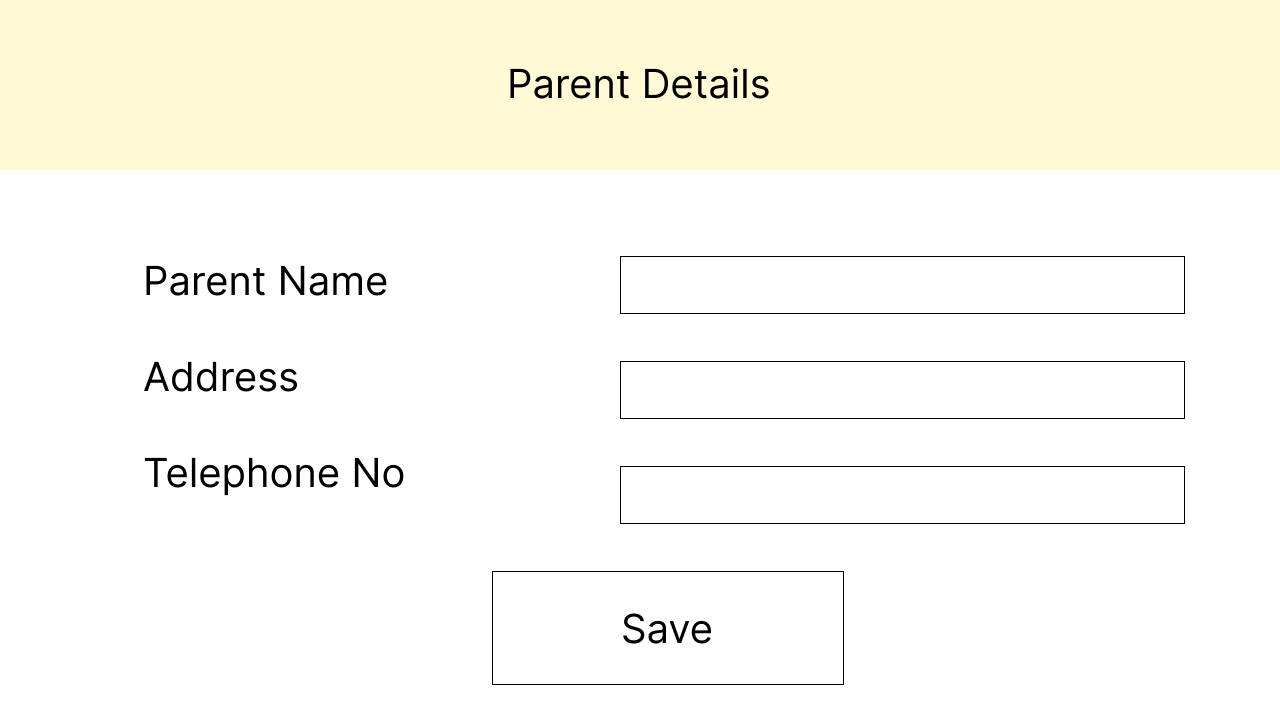 Parent Details
Parent Name
Address
Telephone No
Save